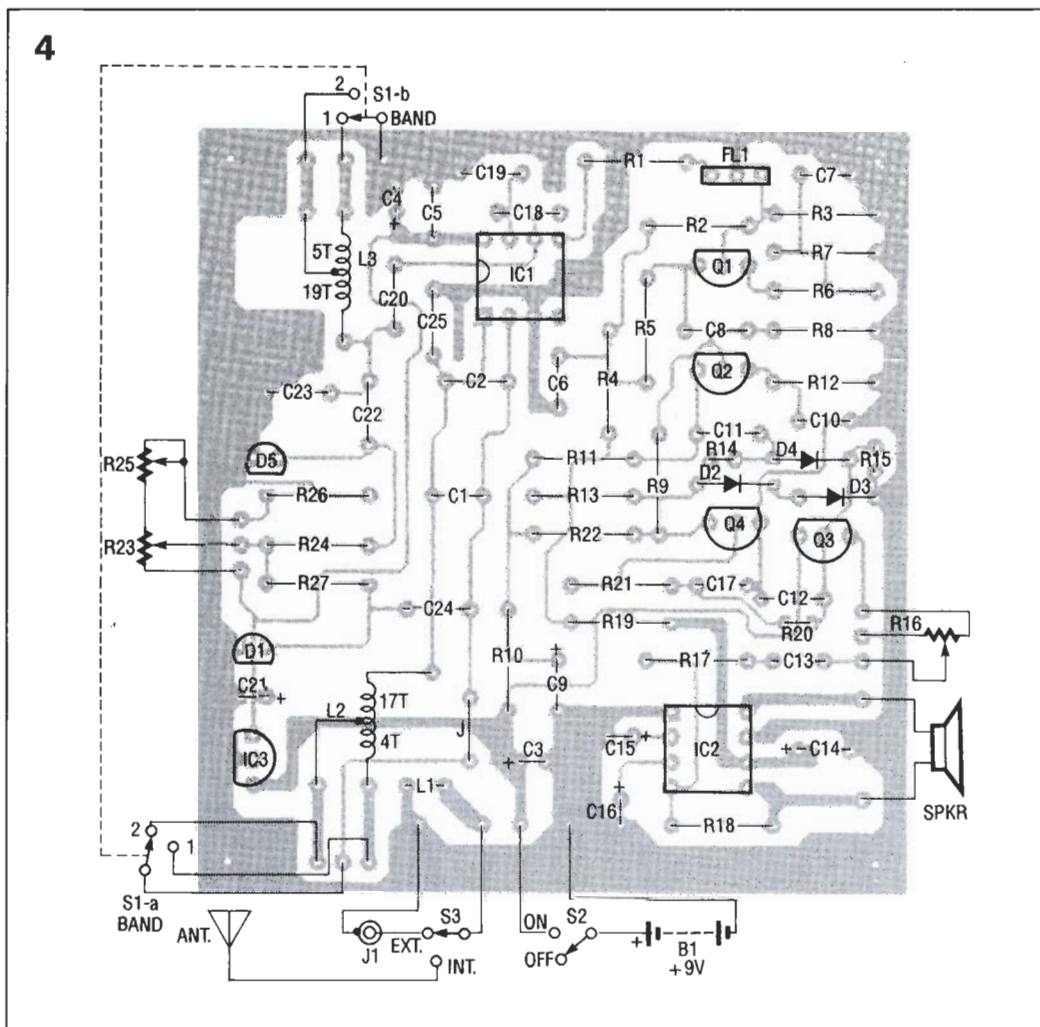 4
2
S1-b
1
BAND
C19
R1
FL1
C7
C4
+
C5
C18
R2
R3
5T
L3
IC1
Q1
R7
19T
C20
R6
C25
R5
C8
R8
C2
C6
R4
Q2
R12
C23
C22
C10
C11
D4
R25
D5
R11
R14
R15
D2
R26
C1
R13
R9
D3
R23
R24
R22
Q4
Q3
R27
R21
C17
C12
C24
R19
R20
R16
D1
R10
+
R17
C13
C21
+
C9
L2
17T
J
4T
C15
+
IC2
+
C14
IC3
+
C3
L1
+
C16
R18
SPKR
2
1
S1-a
BAND
ANT.
J1
EXT.
S3
INT.
ON
S2
OFF
+
B1
+9V